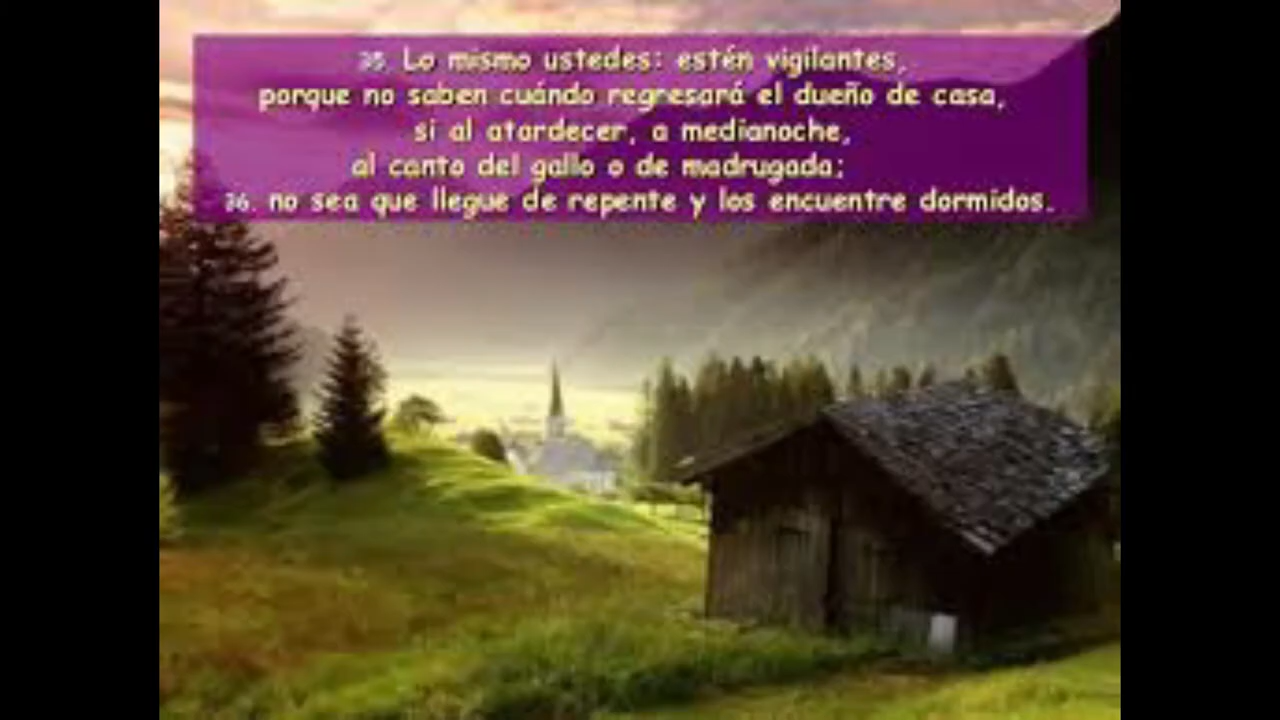 35. Lo mismo ustedes: estén vigilantes,
porque no saben cuándo regresará el dueño de casa,
si al atardecer, a medianoche,
al canto del gallo o de madrugada;
36. no sea que llegue de repente y los encuentre dormidos.